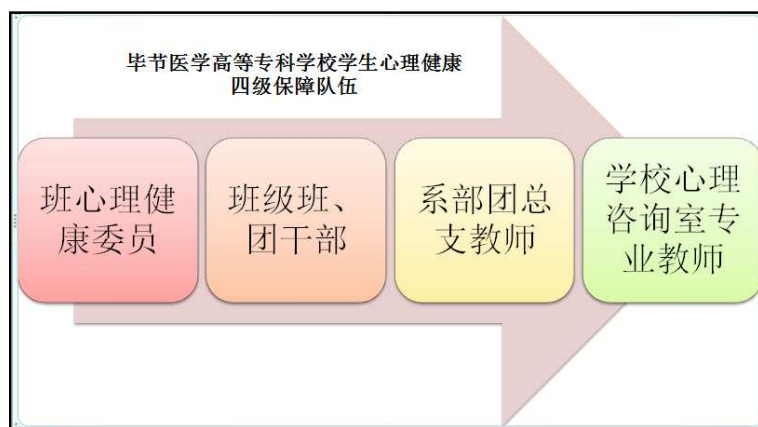 毕节医学高等专科学校学生心理健康
四级保障队伍
班心理健
康委员
班级班、
团干部
系部团总
支教师
学校心理
咨询室专
业教师